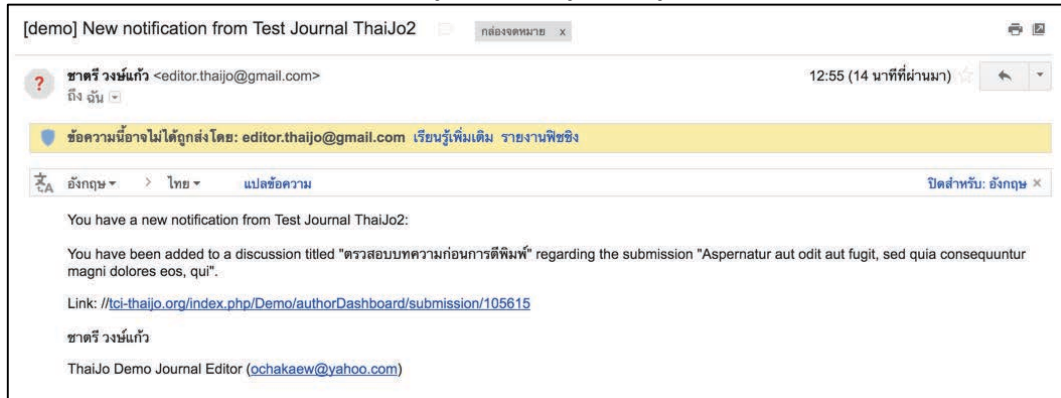 [demo] New notification from Test Journal ThaiJo2 กล่องจดหมาย x
ชาตรี วงษ์แก้ว <editor.thaijo@gmail.com> 12:55 (14 นาทีที่ผ่านมา)
ถึง ฉัน
ข้อความนี้อาจไม่ได้ถูกส่งโดย: editor.thaijo@gmail.com เรียนรู้เพิ่มเติม รายงานฟิชชิง
อังกฤษ > ไทย แปลข้อความ ปิดสำหรับ: อังกฤษ ×
You have a new notification from Test Journal ThaiJo2:
You have been added to a discussion titled "ตรวจสอบบทความก่อนการตีพิมพ์" regarding the submission "Aspernatur aut odit aut fugit, sed quia consequuntur
magni dolores eos, qui".
Link: //tci-thaijo.org/index.php/Demo/authorDashboard/submission/105615
ชาตรี วงษ์แก้ว
ThaiJo Demo Journal Editor (ochakaew@yahoo.com)